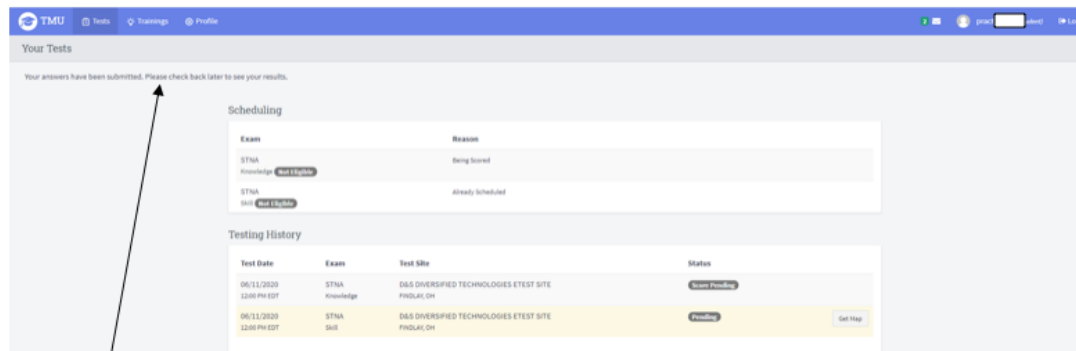 TMU Tests Trainings Profile 2 pract
Your Tests
Your answers have been submitted. Please check back later to see your results.
Scheduling
Exam Reason
STNA Being Scored
Knowledge Not Eligible
STNA Already Scheduled
Skill Not Eligible
Testing History
Test Date Exam Test Site Status
06/11/2020 STNA D&S DIVERSIFIED TECHNOLOGIES ETEST SITE Score Pending
12:00 PM EDT Knowledge FINDLAY, OH
06/11/2020 STNA D&S DIVERSIFIED TECHNOLOGIES ETEST SITE Pending Get Map
12:00 PM EDT Skill FINDLAY, OH